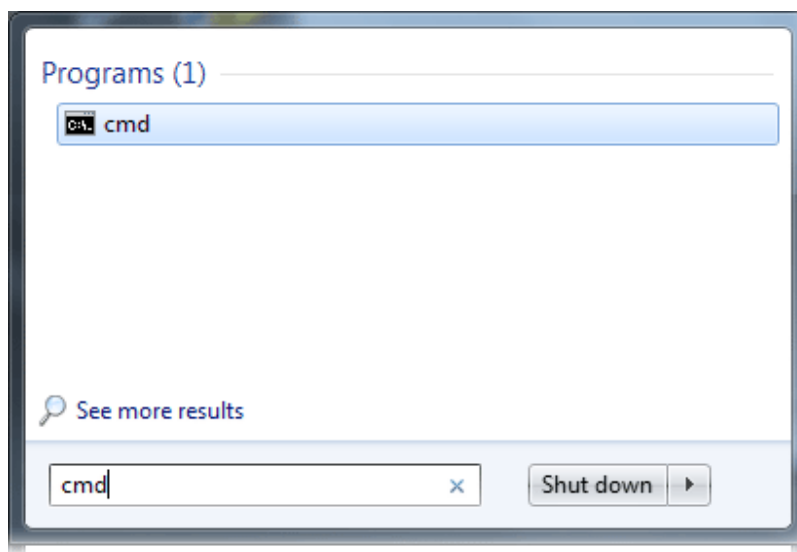 Programs (1)
C:\. cmd
See more results
cmd
Shut down